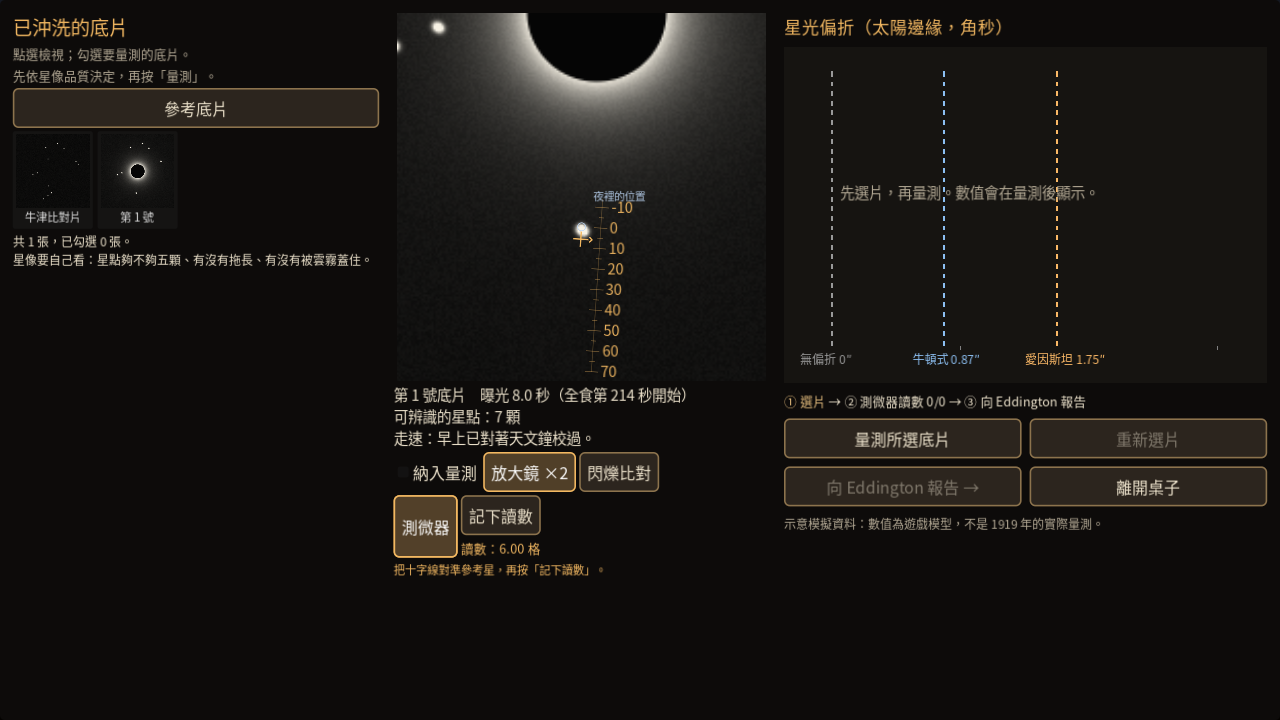 已沖洗的底片
點選檢視；勾選要量測的底片。
先依星像品質決定，再按「量測」。
參考底片
牛津比對片
第 1 號
共 1 張，已勾選 0 張。
星像要自己看：星點夠不夠五顆、有沒有拖長、有沒有被雲霧蓋住。
夜裡的位置
-10
0
10
20
30
40
50
60
70
第 1 號底片　曝光 8.0 秒（全食第 214 秒開始）
可辨識的星點：7 顆
走速：早上已對著天文鐘校過。
納入量測
放大鏡 ×2
閃爍比對
測微器
記下讀數
讀數：6.00 格
把十字線對準參考星，再按「記下讀數」。
星光偏折（太陽邊緣，角秒）
先選片，再量測。數值會在量測後顯示。
無偏折 0″
牛頓式 0.87″
愛因斯坦 1.75″
① 選片 → ② 測微器讀數 0/0 → ③ 向 Eddington 報告
量測所選底片
重新選片
向 Eddington 報告 →
離開桌子
示意模擬資料：數值為遊戲模型，不是 1919 年的實際量測。